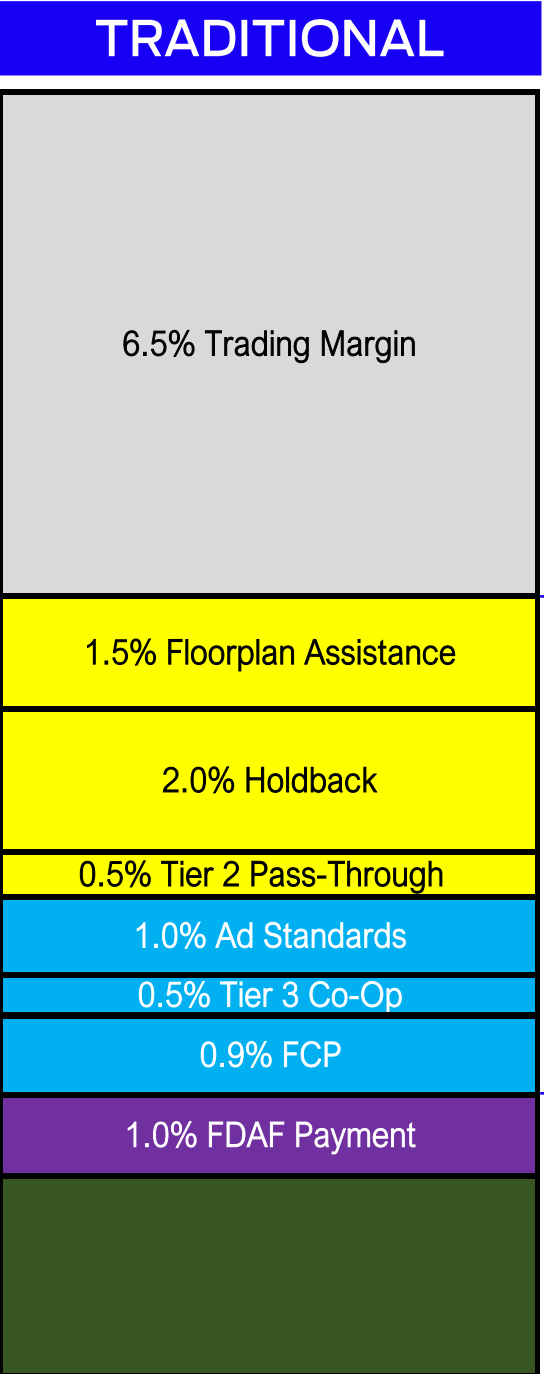 TRADITIONAL
6.5% Trading Margin
1.5% Floorplan Assistance
2.0% Holdback
0.5% Tier 2 Pass-Through
1.0% Ad Standards
0.5% Tier 3 Co-Op
0.9% FCP
1.0% FDAF Payment